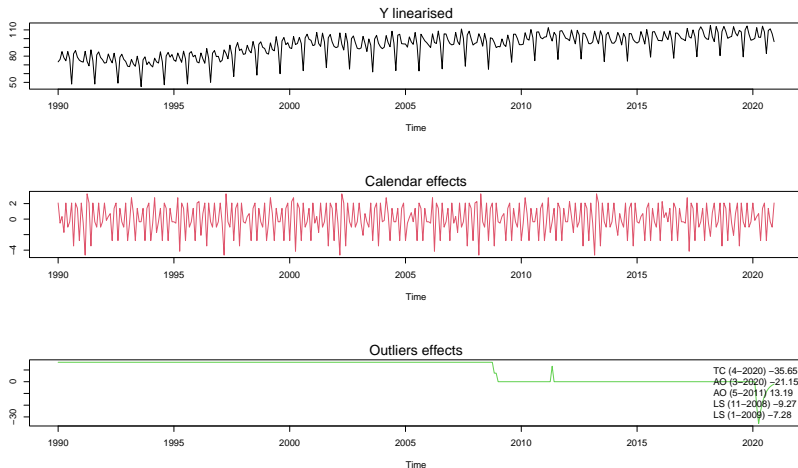 Y linearised
50 80 110
1990 1995 2000 2005 2010 2015 2020
Time
Calendar effects
−4 0 2
1990 1995 2000 2005 2010 2015 2020
Time
Outliers effects
−30 0
TC (4−2020) −35.65
AO (3−2020) −21.15
AO (5−2011) 13.19
LS (11−2008) −9.27
LS (1−2009) −7.28
1990 1995 2000 2005 2010 2015 2020
Time